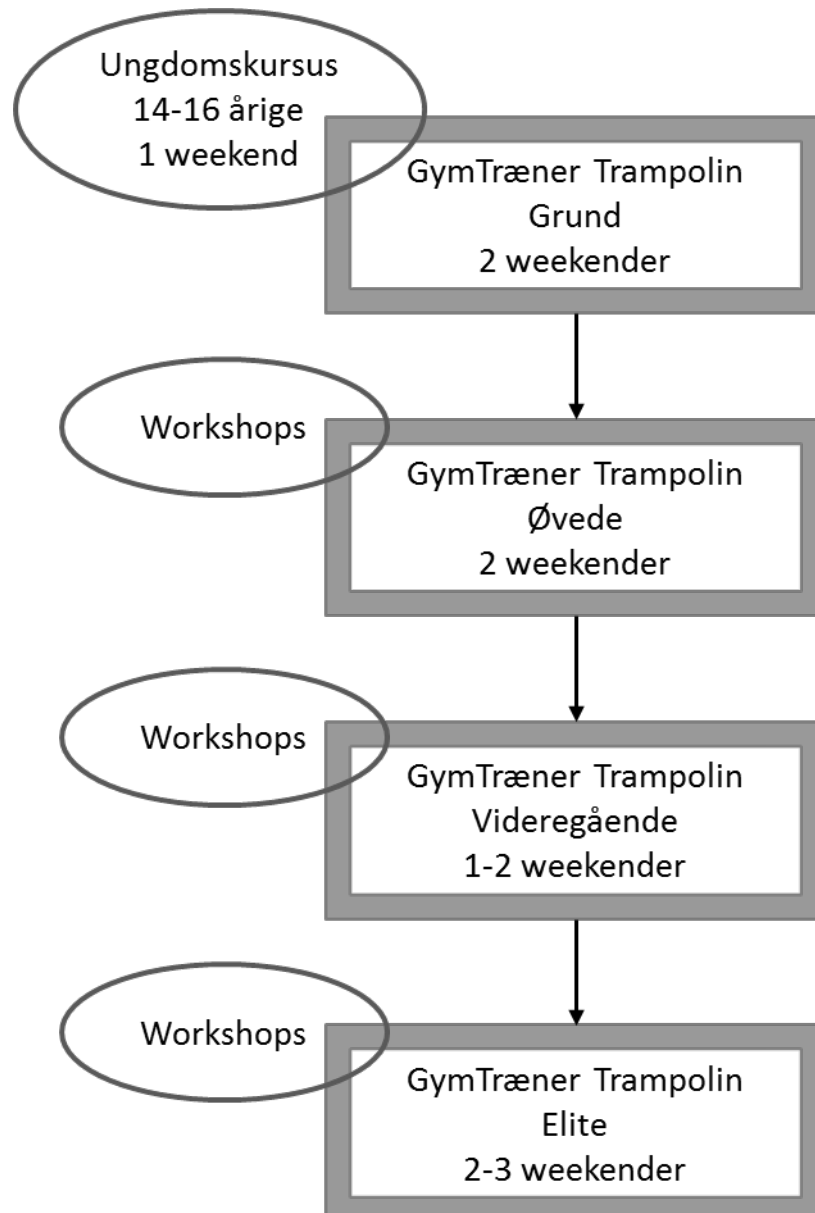 Ungdomskursus
14-16 årige
1 weekend
GymTræner Trampolin
Grund
2 weekender
Workshops
GymTræner Trampolin
Øvede
2 weekender
Workshops
GymTræner Trampolin
Videregående
1-2 weekender
Workshops
GymTræner Trampolin
Elite
2-3 weekender